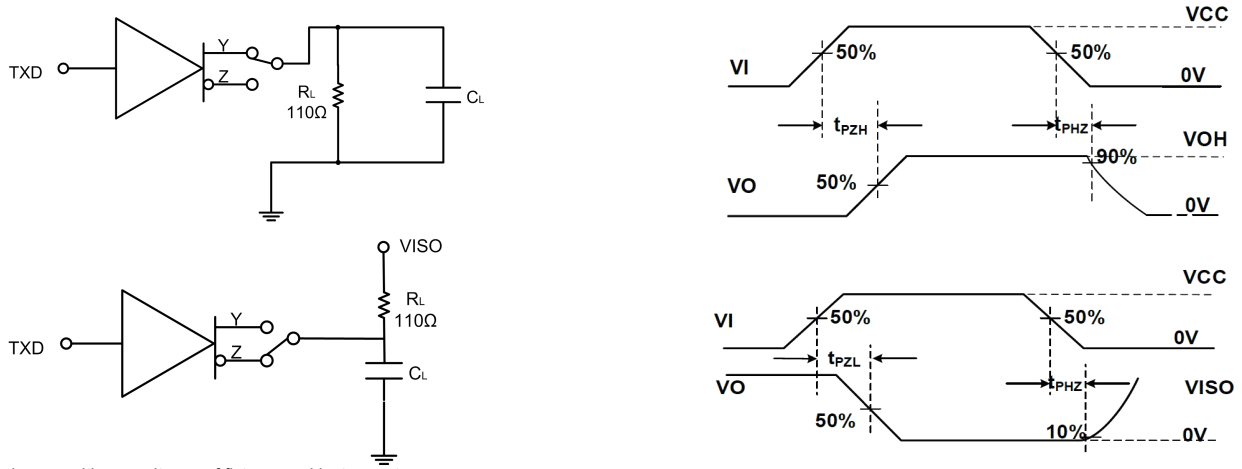 TXD
Y
Z
RL
110Ω
CL
VI
50%
50%
VCC
0V
tPZH
tPHZ
VO
50%
90%
VOH
0V
TXD
Y
Z
VISO
RL
110Ω
CL
VI
50%
50%
VCC
0V
tPZL
tPHZ
VO
50%
10%
VISO
0V